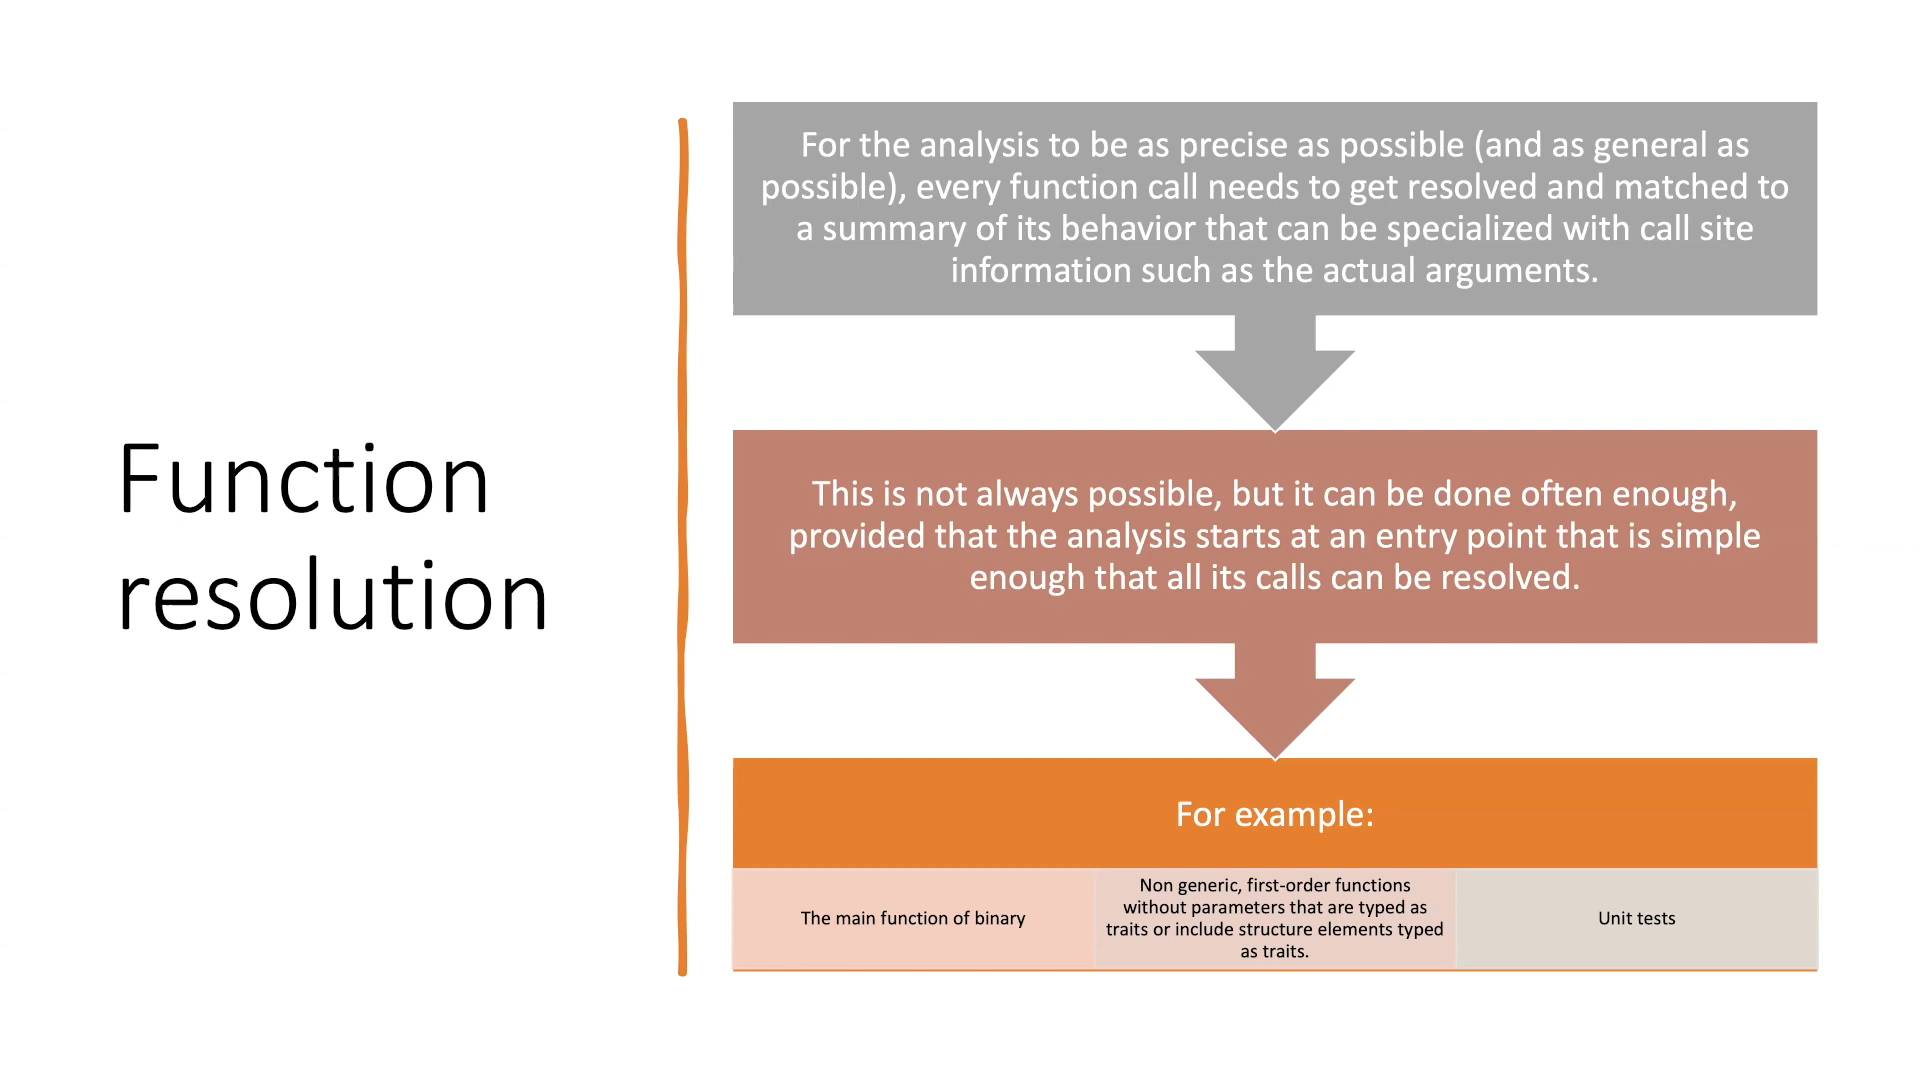 Function
resolution
For the analysis to be as precise as possible (and as general as
possible), every function call needs to get resolved and matched to
a summary of its behavior that can be specialized with call site
information such as the actual arguments.
This is not always possible, but it can be done often enough,
provided that the analysis starts at an entry point that is simple
enough that all its calls can be resolved.
For example:
The main function of binary
Non generic, first-order functions
without parameters that are typed as
traits or include structure elements typed
as traits.
Unit tests